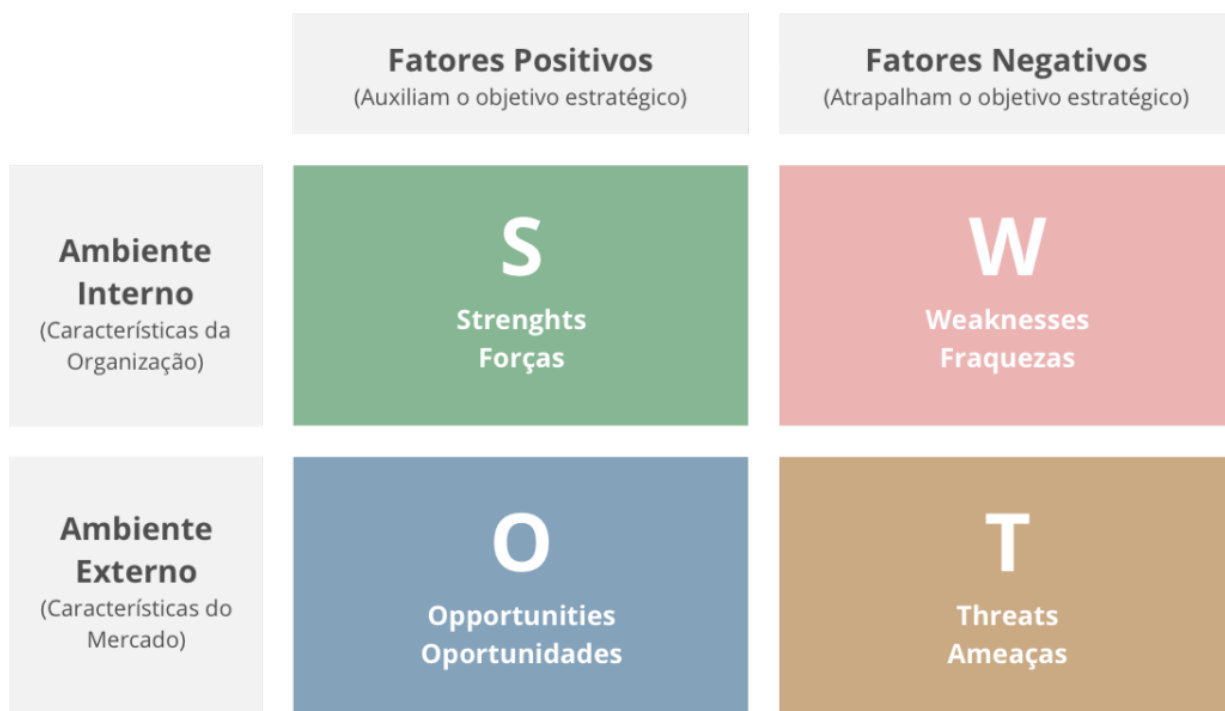 Fatores Positivos
(Auxiliam o objetivo estratégico)
Fatores Negativos
(Atrapalham o objetivo estratégico)
Ambiente
Interno
(Características da
Organização)
S
Strenghts
Forças
W
Weaknesses
Fraquezas
Ambiente
Externo
(Características do
Mercado)
O
Opportunities
Oportunidades
T
Threats
Ameaças